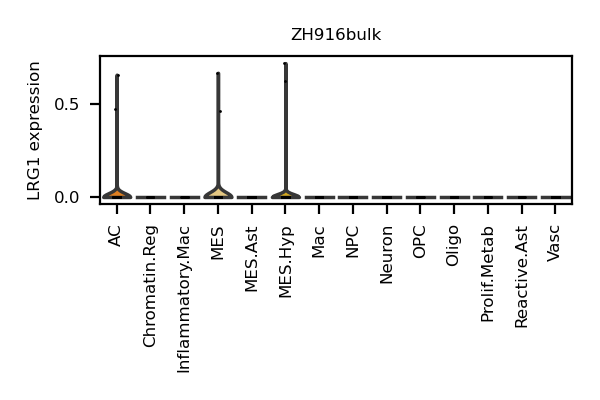 ZH916bulk
LRG1 expression
0.5
0.0
AC
Chromatin.Reg
Inflammatory.Mac
MES
MES.Ast
MES.Hyp
Mac
NPC
Neuron
OPC
Oligo
Prolif.Metab
Reactive.Ast
Vasc